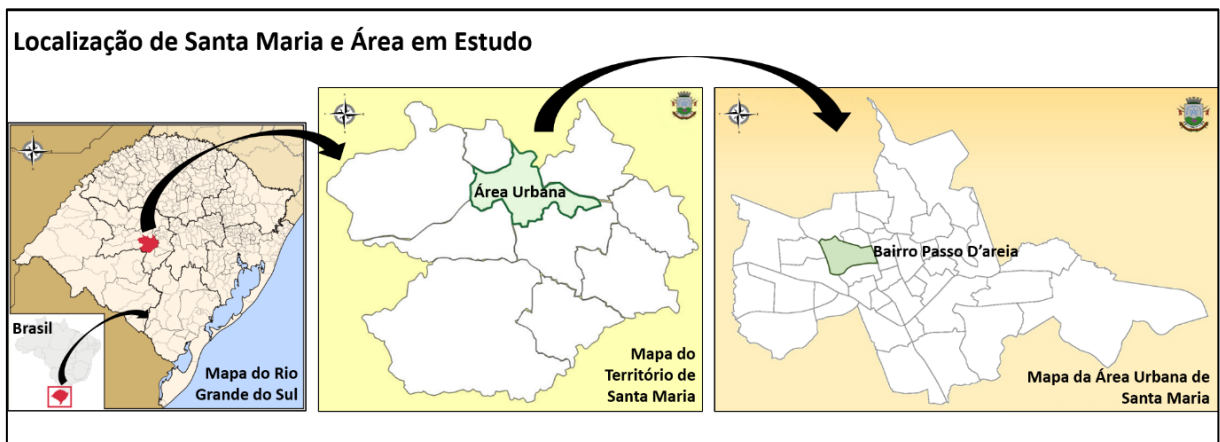 Localização de Santa Maria e Área em Estudo
Brasil
Mapa do Rio
Grande do Sul
Área Urbana
Mapa do
Território de
Santa Maria
Bairro Passo D'areia
Mapa da Área Urbana de
Santa Maria